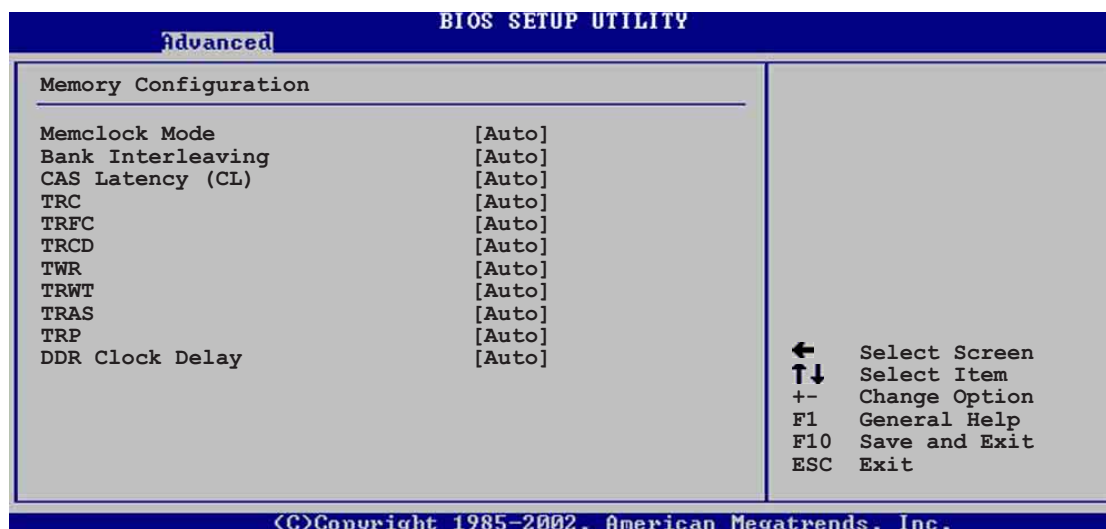 BIOS SETUP UTILITY
Advanced
Memory Configuration
Memclock Mode [Auto]
Bank Interleaving [Auto]
CAS Latency (CL) [Auto]
TRC [Auto]
TRFC [Auto]
TRCD [Auto]
TWR [Auto]
TRWT [Auto]
TRAS [Auto]
TRP [Auto]
DDR Clock Delay [Auto]
← Select Screen
↑↓ Select Item
+- Change Option
F1 General Help
F10 Save and Exit
ESC Exit
(C)Copyright 1985-2002, American Megatrends, Inc.